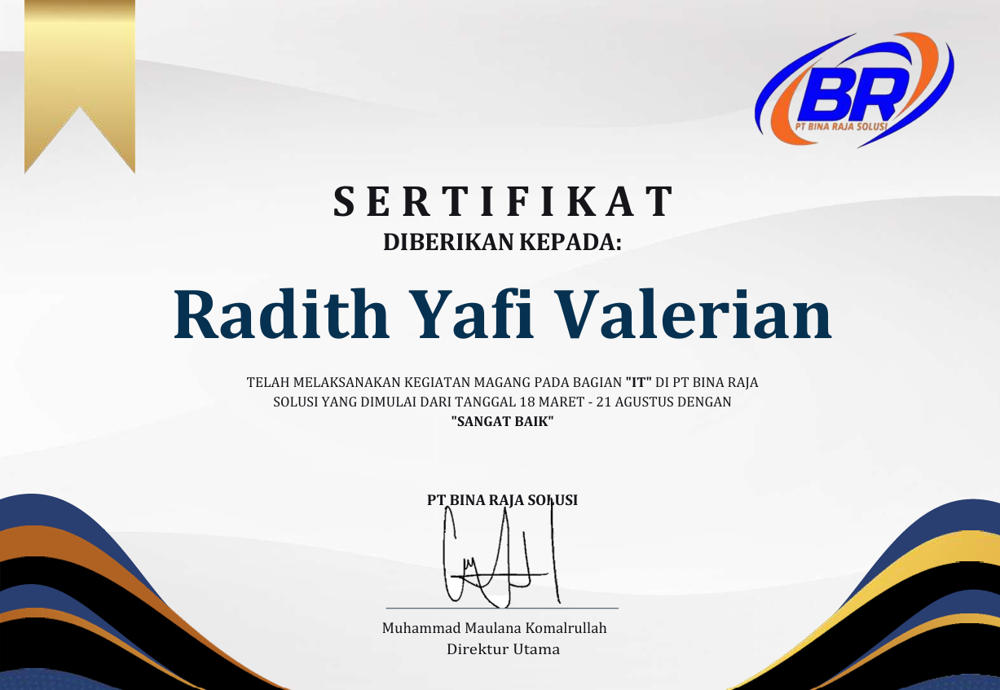 BR
PT BINA RAJA SOLUSI
SERTIFIKAT
DIBERIKAN KEPADA:
Radith Yafi Valerian
TELAH MELAKSANAKAN KEGIATAN MAGANG PADA BAGIAN "IT" DI PT BINA RAJA
SOLUSI YANG DIMULAI DARI TANGGAL 18 MARET - 21 AGUSTUS DENGAN
"SANGAT BAIK"
PT BINA RAJA SOLUSI
Muhammad Maulana Komalrullah
Direktur Utama